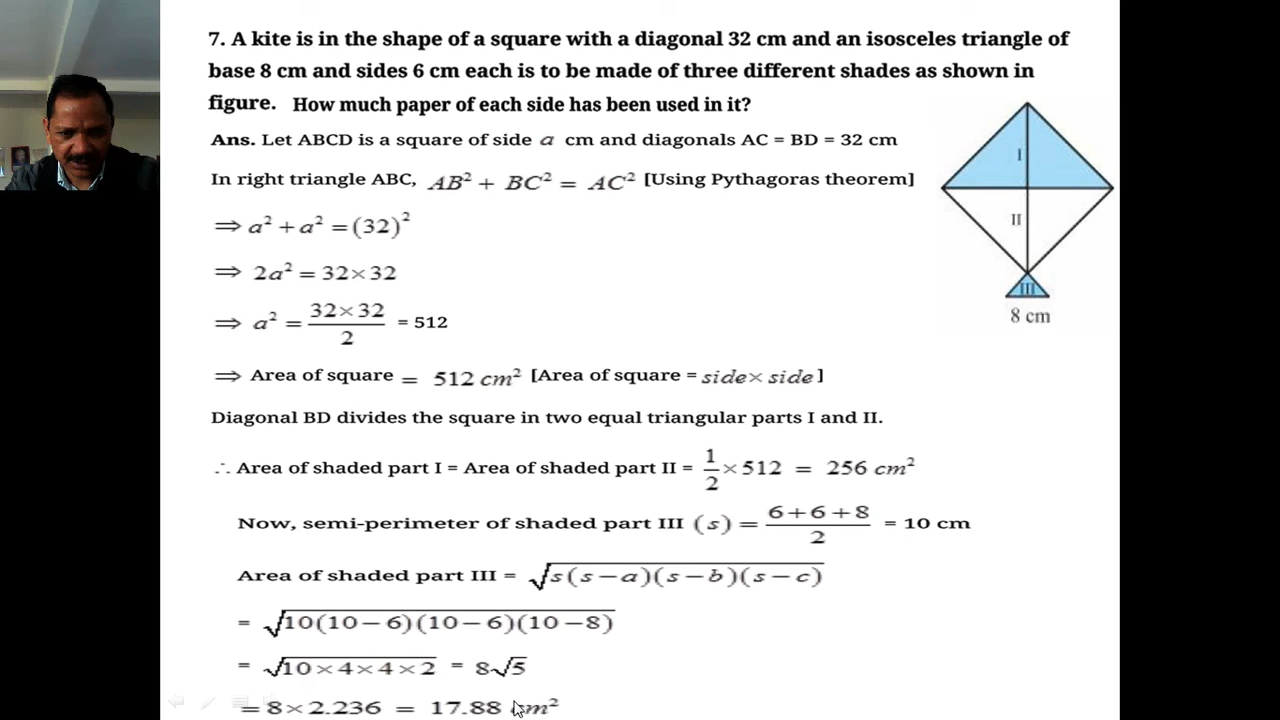 7. A kite is in the shape of a square with a diagonal 32 cm and an isosceles triangle of
base 8 cm and sides 6 cm each is to be made of three different shades as shown in
figure. How much paper of each side has been used in it?
Ans. Let ABCD is a square of side a cm and diagonals AC = BD = 32 cm
In right triangle ABC, AB² + BC² = AC² [Using Pythagoras theorem]
⇒ a² + a² = (32)²
⇒ 2a² = 32×32
⇒ a² = 32×32 / 2 = 512
⇒ Area of square = 512 cm² [Area of square = side× side]
Diagonal BD divides the square in two equal triangular parts I and II.
∴ Area of shaded part I = Area of shaded part II = 1/2 ×512 = 256 cm²
Now, semi-perimeter of shaded part III (s) = 6+6+8 / 2 = 10 cm
Area of shaded part III = √s(s−a)(s−b)(s−c)
= √10(10−6)(10−6)(10−8)
= √10×4×4×2 = 8√5
= 8×2.236 = 17.88 cm²
I
II
III
8 cm